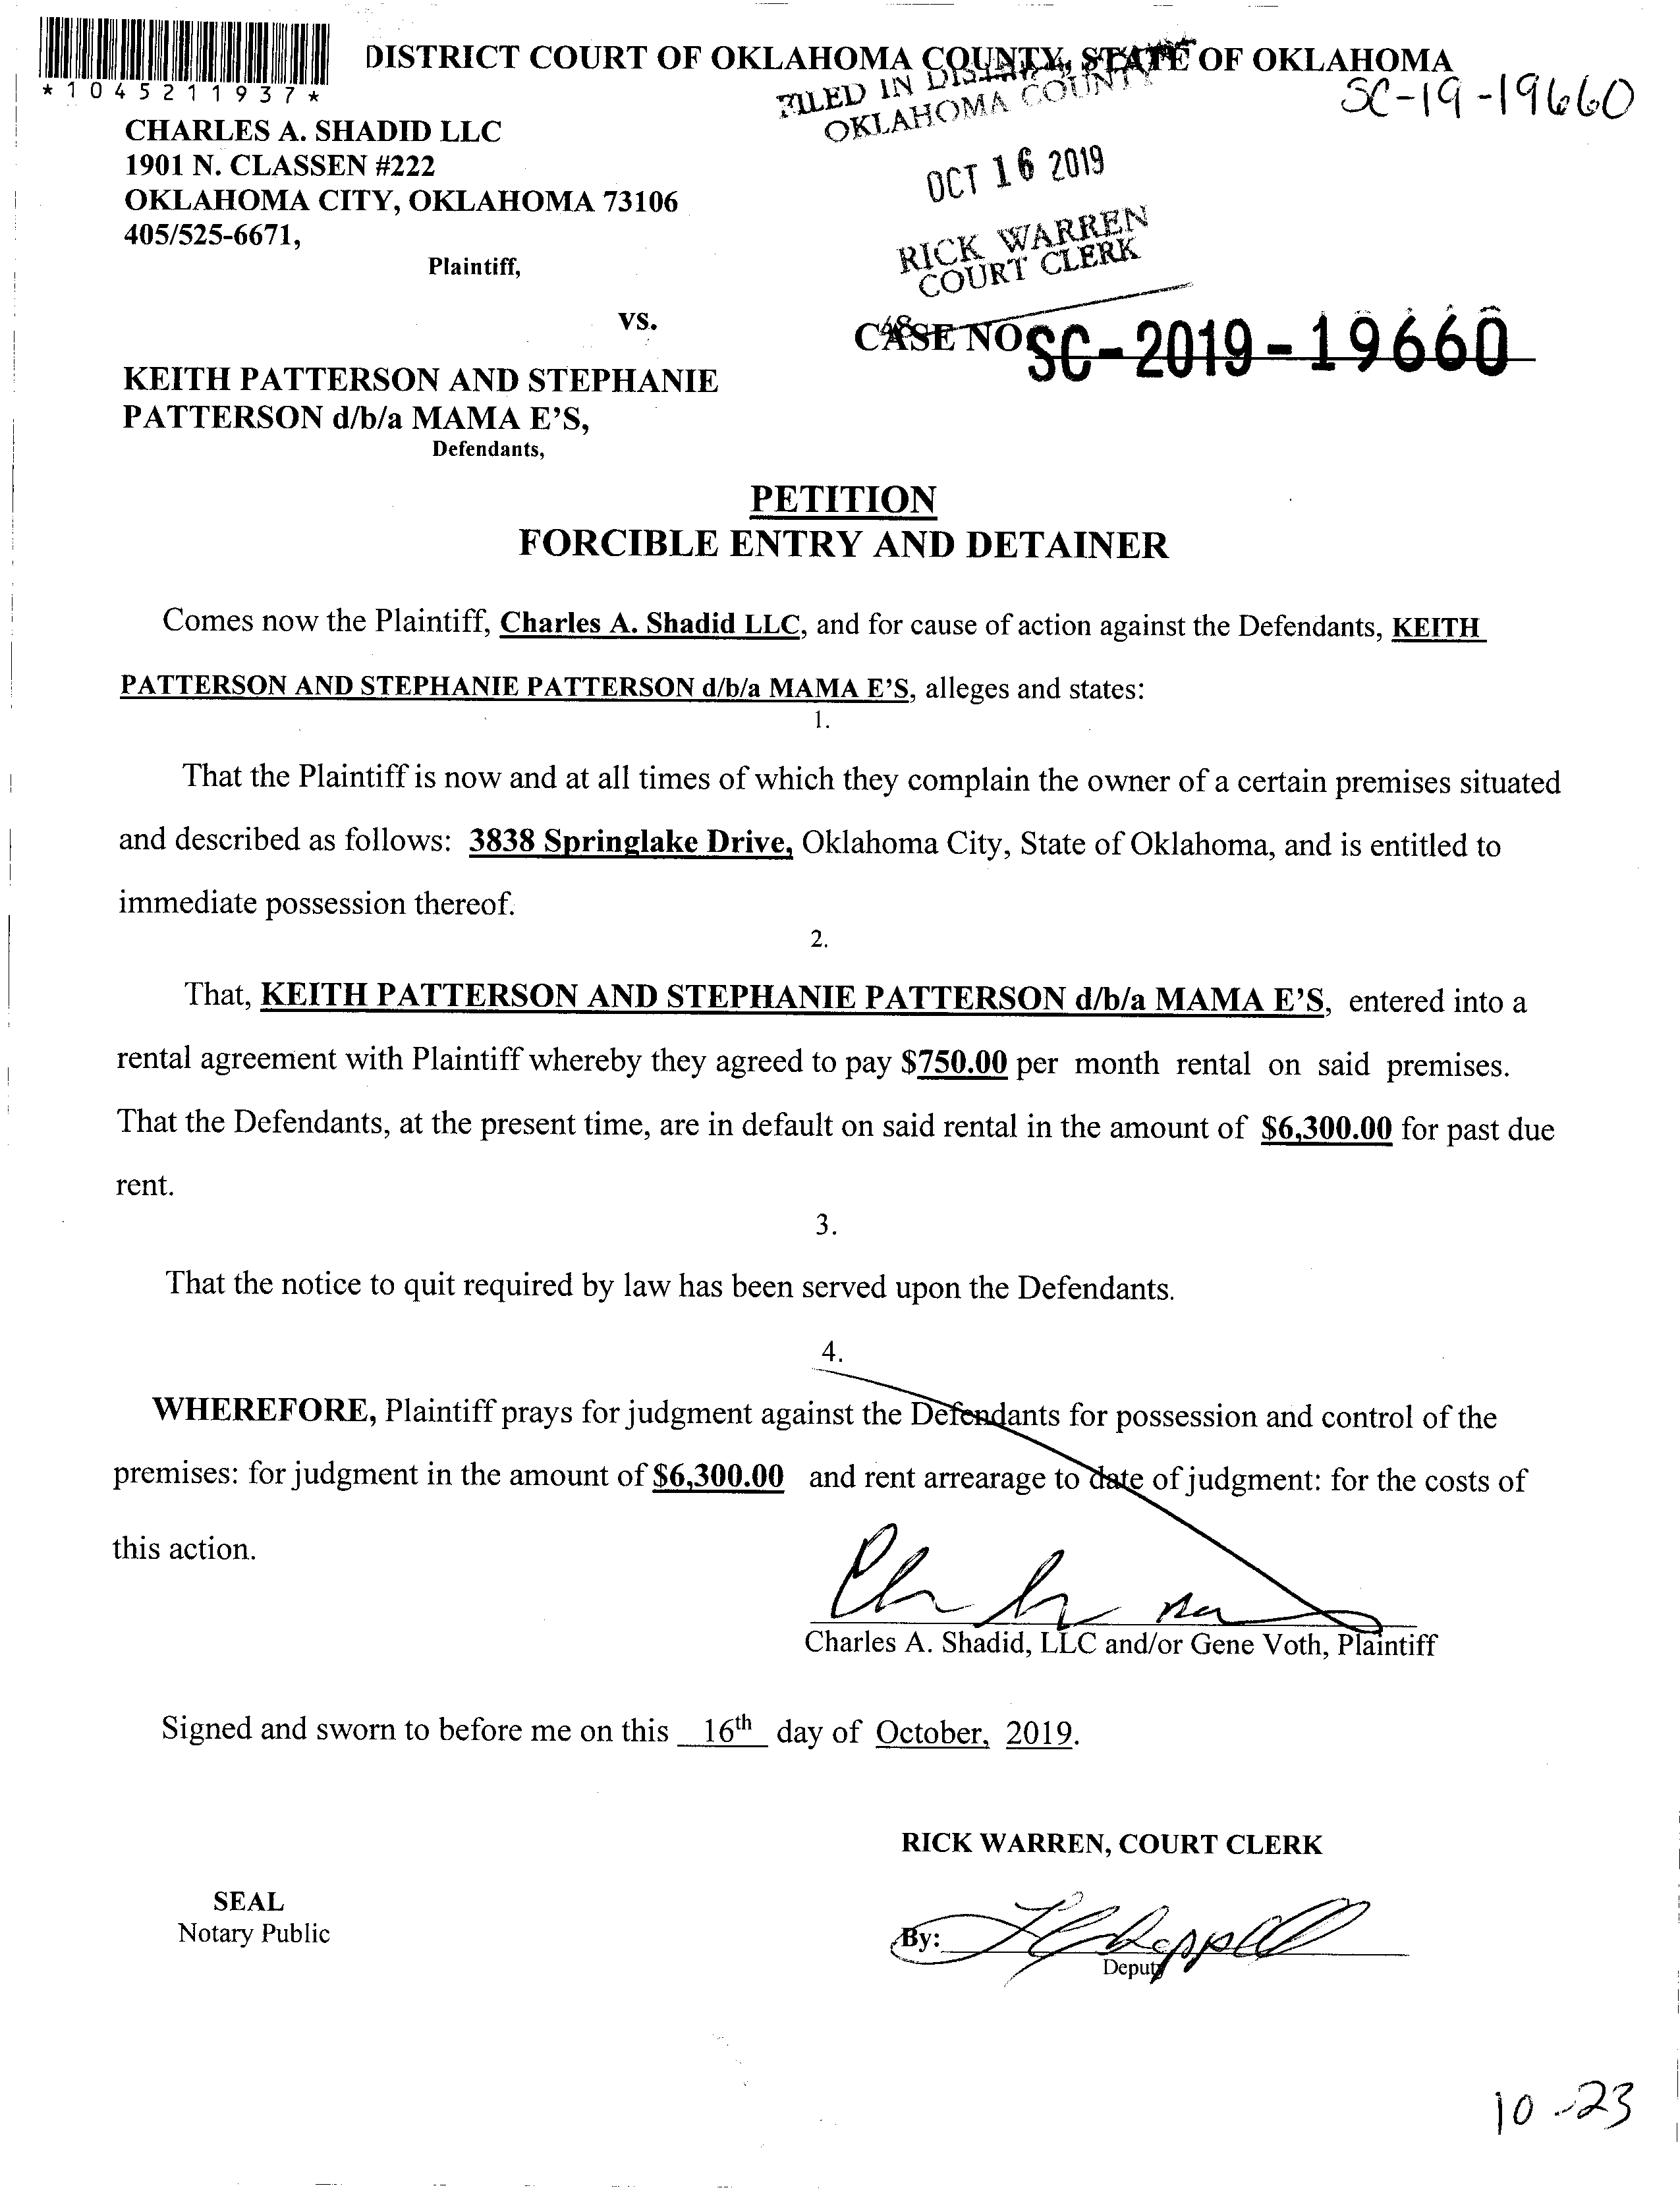 DISTRICT COURT OF OKLAHOMA COUNTY, STATE OF OKLAHOMA
*1045211937*
SC-19-19660
FILED IN DISTRICT
OKLAHOMA COUNTY
CHARLES A. SHADID LLC
1901 N. CLASSEN #222
OKLAHOMA CITY, OKLAHOMA 73106
405/525-6671,
Plaintiff,
OCT 16 2019
RICK WARREN
COURT CLERK
48
vs.
CASE NO SC-2019-19660
KEITH PATTERSON AND STEPHANIE
PATTERSON d/b/a MAMA E'S,
Defendants,
PETITION
FORCIBLE ENTRY AND DETAINER
Comes now the Plaintiff, Charles A. Shadid LLC, and for cause of action against the Defendants, KEITH
PATTERSON AND STEPHANIE PATTERSON d/b/a MAMA E'S, alleges and states:
1.
That the Plaintiff is now and at all times of which they complain the owner of a certain premises situated
and described as follows: 3838 Springlake Drive, Oklahoma City, State of Oklahoma, and is entitled to
immediate possession thereof.
2.
That, KEITH PATTERSON AND STEPHANIE PATTERSON d/b/a MAMA E'S, entered into a
rental agreement with Plaintiff whereby they agreed to pay $750.00 per month rental on said premises.
That the Defendants, at the present time, are in default on said rental in the amount of $6,300.00 for past due
rent.
3.
That the notice to quit required by law has been served upon the Defendants.
4.
WHEREFORE, Plaintiff prays for judgment against the Defendants for possession and control of the
premises: for judgment in the amount of $6,300.00 and rent arrearage to date of judgment: for the costs of
this action.
Charles A. Shadid, LLC and/or Gene Voth, Plaintiff
Signed and sworn to before me on this 16th day of October, 2019.
RICK WARREN, COURT CLERK
SEAL
Notary Public
By:
Deputy
10-23